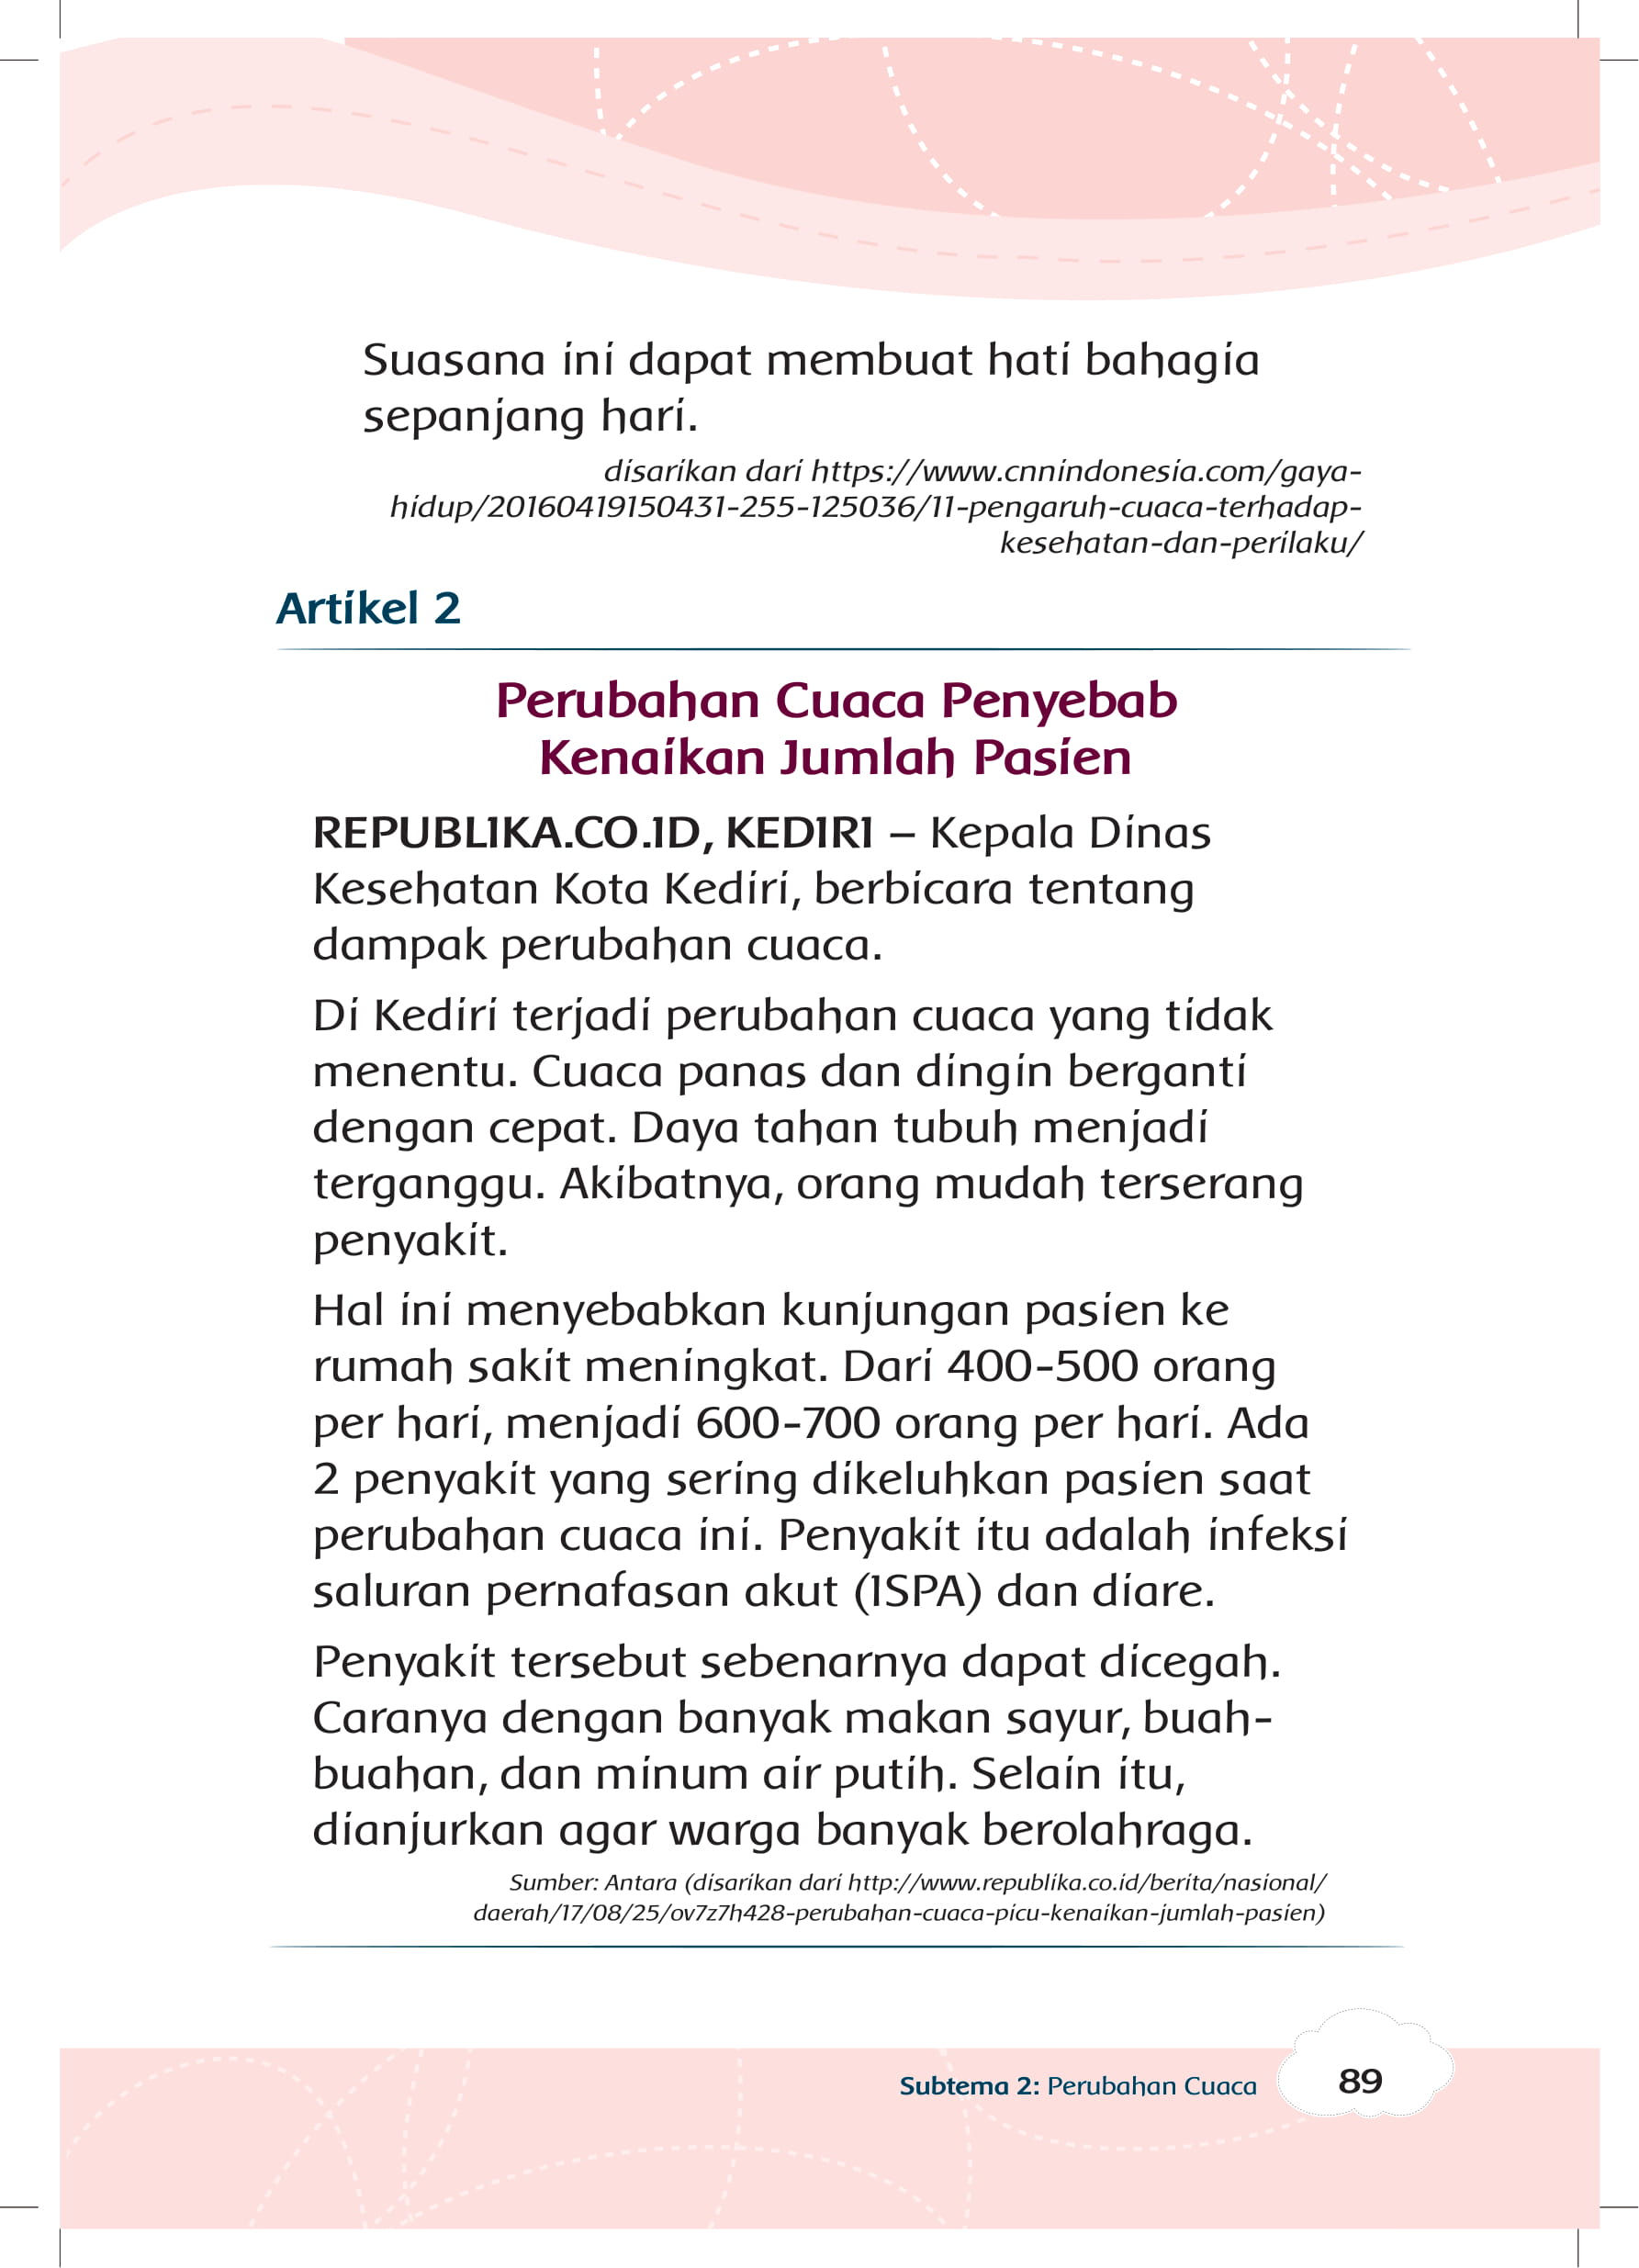 Suasana ini dapat membuat hati bahagia
sepanjang hari.
disarikan dari https://www.cnnindonesia.com/gaya-
hidup/20160419150431-255-125036/11-pengaruh-cuaca-terhadap-
kesehatan-dan-perilaku/
Artikel 2
Perubahan Cuaca Penyebab
Kenaikan Jumlah Pasien
REPUBLIKA.CO.ID, KEDIRI – Kepala Dinas
Kesehatan Kota Kediri, berbicara tentang
dampak perubahan cuaca.
Di Kediri terjadi perubahan cuaca yang tidak
menentu. Cuaca panas dan dingin berganti
dengan cepat. Daya tahan tubuh menjadi
terganggu. Akibatnya, orang mudah terserang
penyakit.
Hal ini menyebabkan kunjungan pasien ke
rumah sakit meningkat. Dari 400-500 orang
per hari, menjadi 600-700 orang per hari. Ada
2 penyakit yang sering dikeluhkan pasien saat
perubahan cuaca ini. Penyakit itu adalah infeksi
saluran pernafasan akut (ISPA) dan diare.
Penyakit tersebut sebenarnya dapat dicegah.
Caranya dengan banyak makan sayur, buah-
buahan, dan minum air putih. Selain itu,
dianjurkan agar warga banyak berolahraga.
Sumber: Antara (disarikan dari http://www.republika.co.id/berita/nasional/
daerah/17/08/25/ov7z7h428-perubahan-cuaca-picu-kenaikan-jumlah-pasien)
Subtema 2: Perubahan Cuaca
89